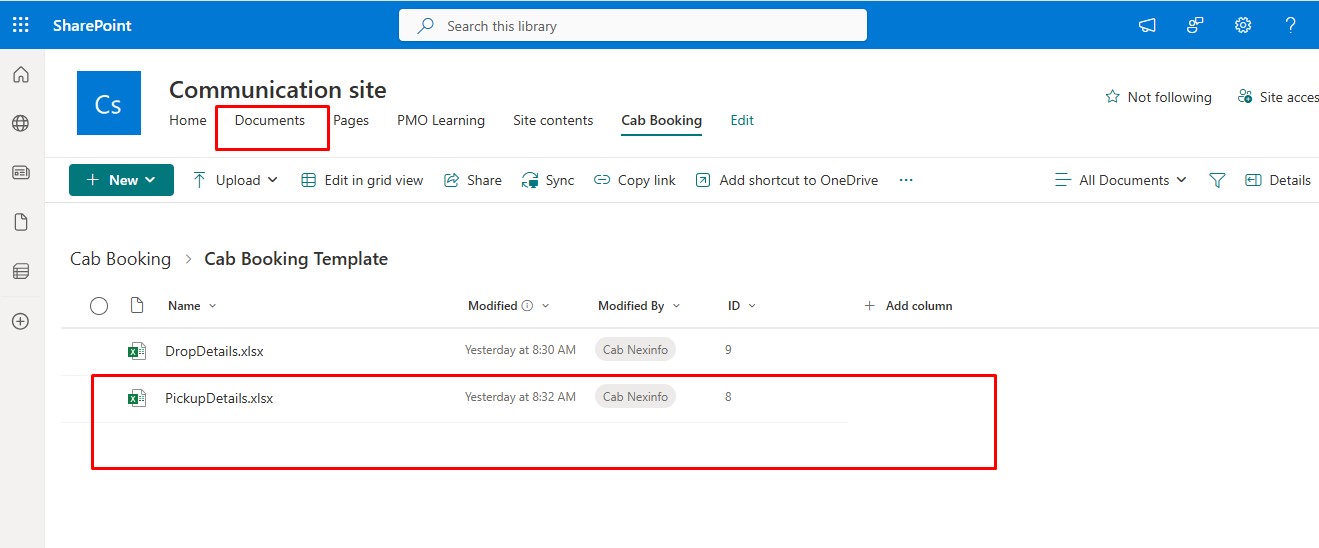 SharePoint
Search this library
Cs
Communication site
Not following
Site acces
Home Documents Pages PMO Learning Site contents Cab Booking Edit
New Upload Edit in grid view Share Sync Copy link Add shortcut to OneDrive ... All Documents Details
Cab Booking > Cab Booking Template
Name Modified Modified By ID + Add column
DropDetails.xlsx Yesterday at 8:30 AM Cab Nexinfo 9
PickupDetails.xlsx Yesterday at 8:32 AM Cab Nexinfo 8